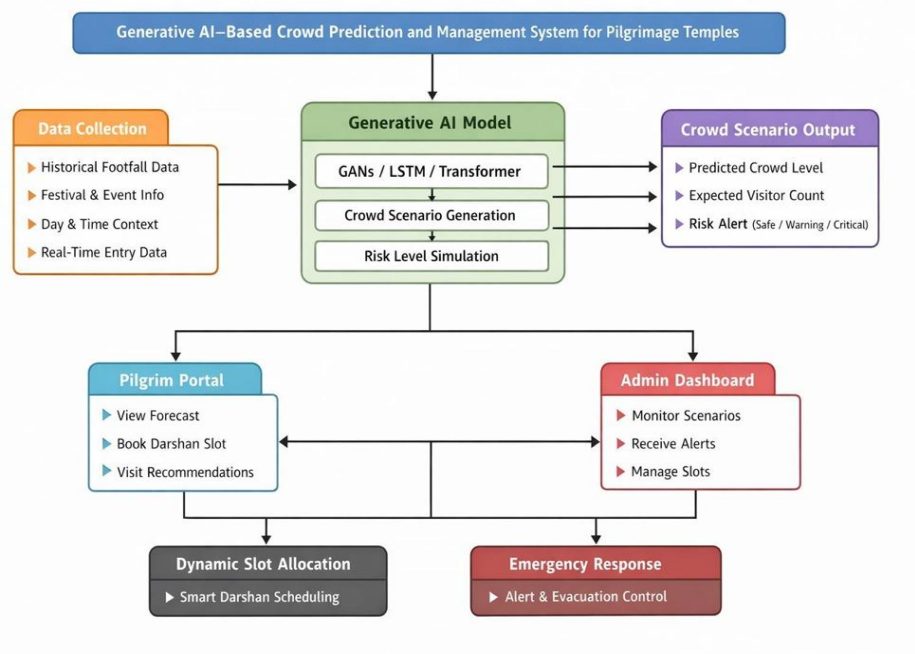 Generative AI–Based Crowd Prediction and Management System for Pilgrimage Temples
Data Collection
Historical Footfall Data
Festival & Event Info
Day & Time Context
Real-Time Entry Data
Generative AI Model
GANs / LSTM / Transformer
Crowd Scenario Generation
Risk Level Simulation
Crowd Scenario Output
Predicted Crowd Level
Expected Visitor Count
Risk Alert (Safe / Warning / Critical)
Pilgrim Portal
View Forecast
Book Darshan Slot
Visit Recommendations
Admin Dashboard
Monitor Scenarios
Receive Alerts
Manage Slots
Dynamic Slot Allocation
Smart Darshan Scheduling
Emergency Response
Alert & Evacuation Control